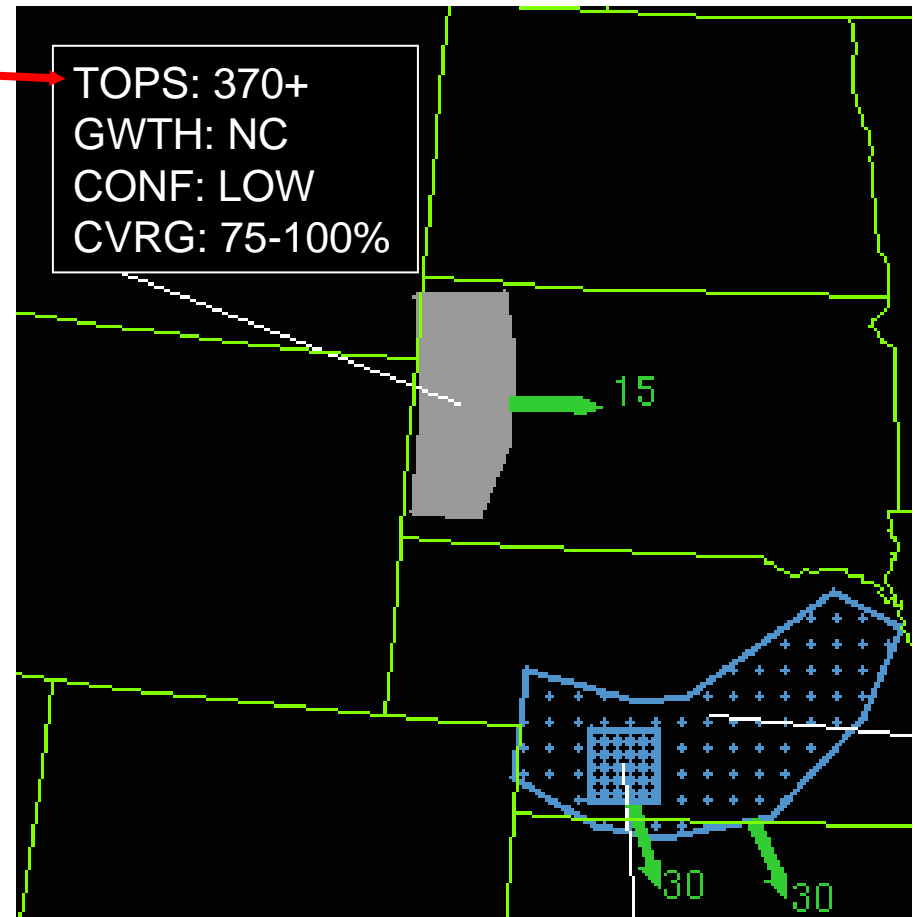 TOPS: 370+
GWTH: NC
CONF: LOW
CVRG: 75-100%
15
30
30